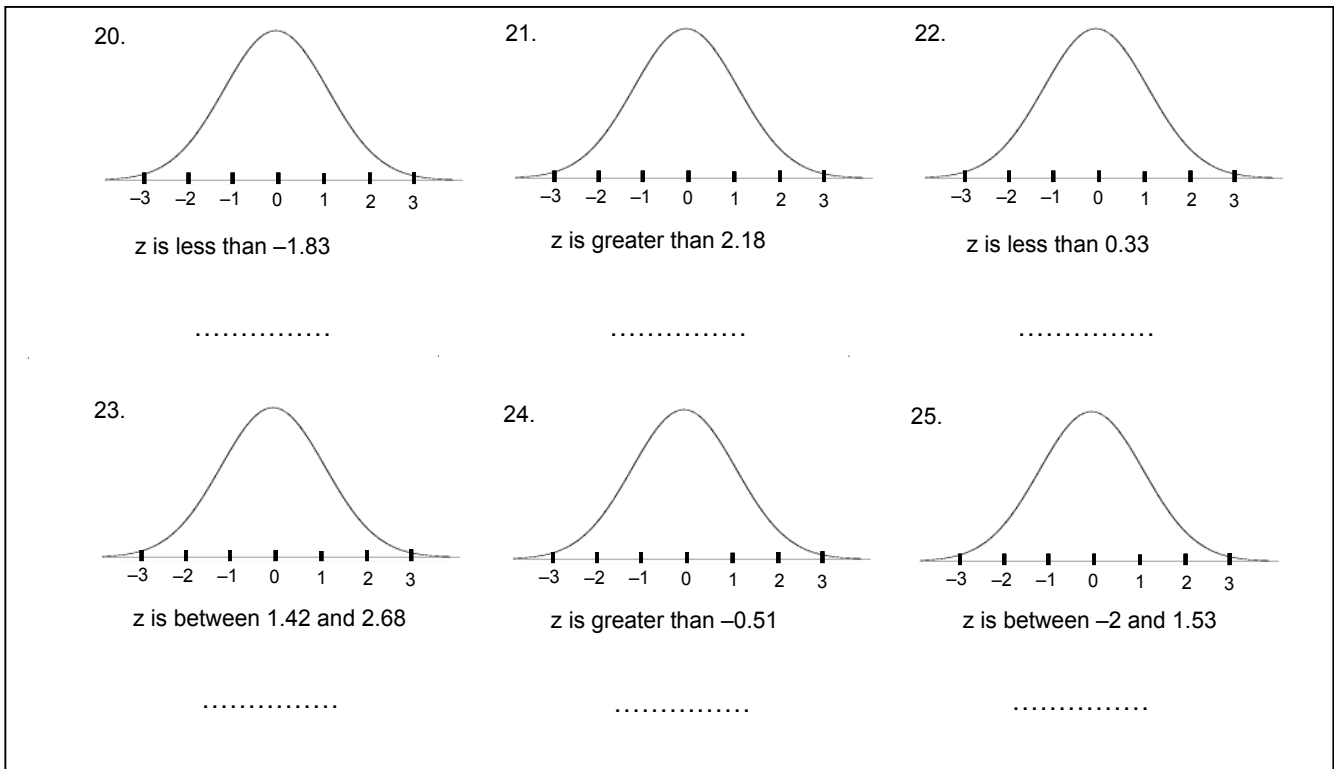 20.
21.
22.
–3 –2 –1 0 1 2 3
–3 –2 –1 0 1 2 3
–3 –2 –1 0 1 2 3
z is less than –1.83
z is greater than 2.18
z is less than 0.33
...............
...............
...............
23.
24.
25.
–3 –2 –1 0 1 2 3
–3 –2 –1 0 1 2 3
–3 –2 –1 0 1 2 3
z is between 1.42 and 2.68
z is greater than –0.51
z is between –2 and 1.53
...............
...............
...............